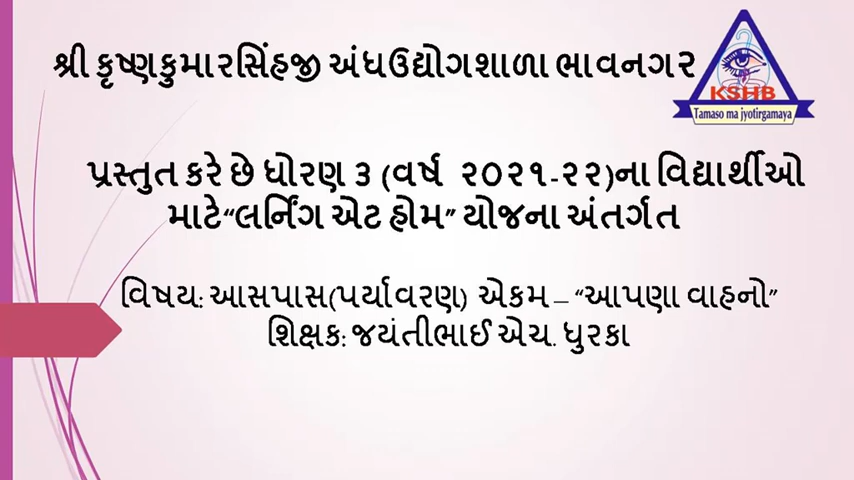 શ્રી કૃષ્ણકુમારસિંહજી અંધઉદ્યોગશાળા ભાવનગર
KSHB
Tamaso ma jyotirgamaya
પ્રસ્તુત કરે છે ધોરણ ૩ (વર્ષ ૨૦૨૧-૨૨)ના વિદ્યાર્થીઓ
માટે“લર્નિંગ એટ હોમ” યોજના અંતર્ગત
વિષય: આસપાસ(પર્યાવરણ) એકમ – “આપણા વાહનો”
શિક્ષક: જયંતીભાઈ એચ. ધુરકા